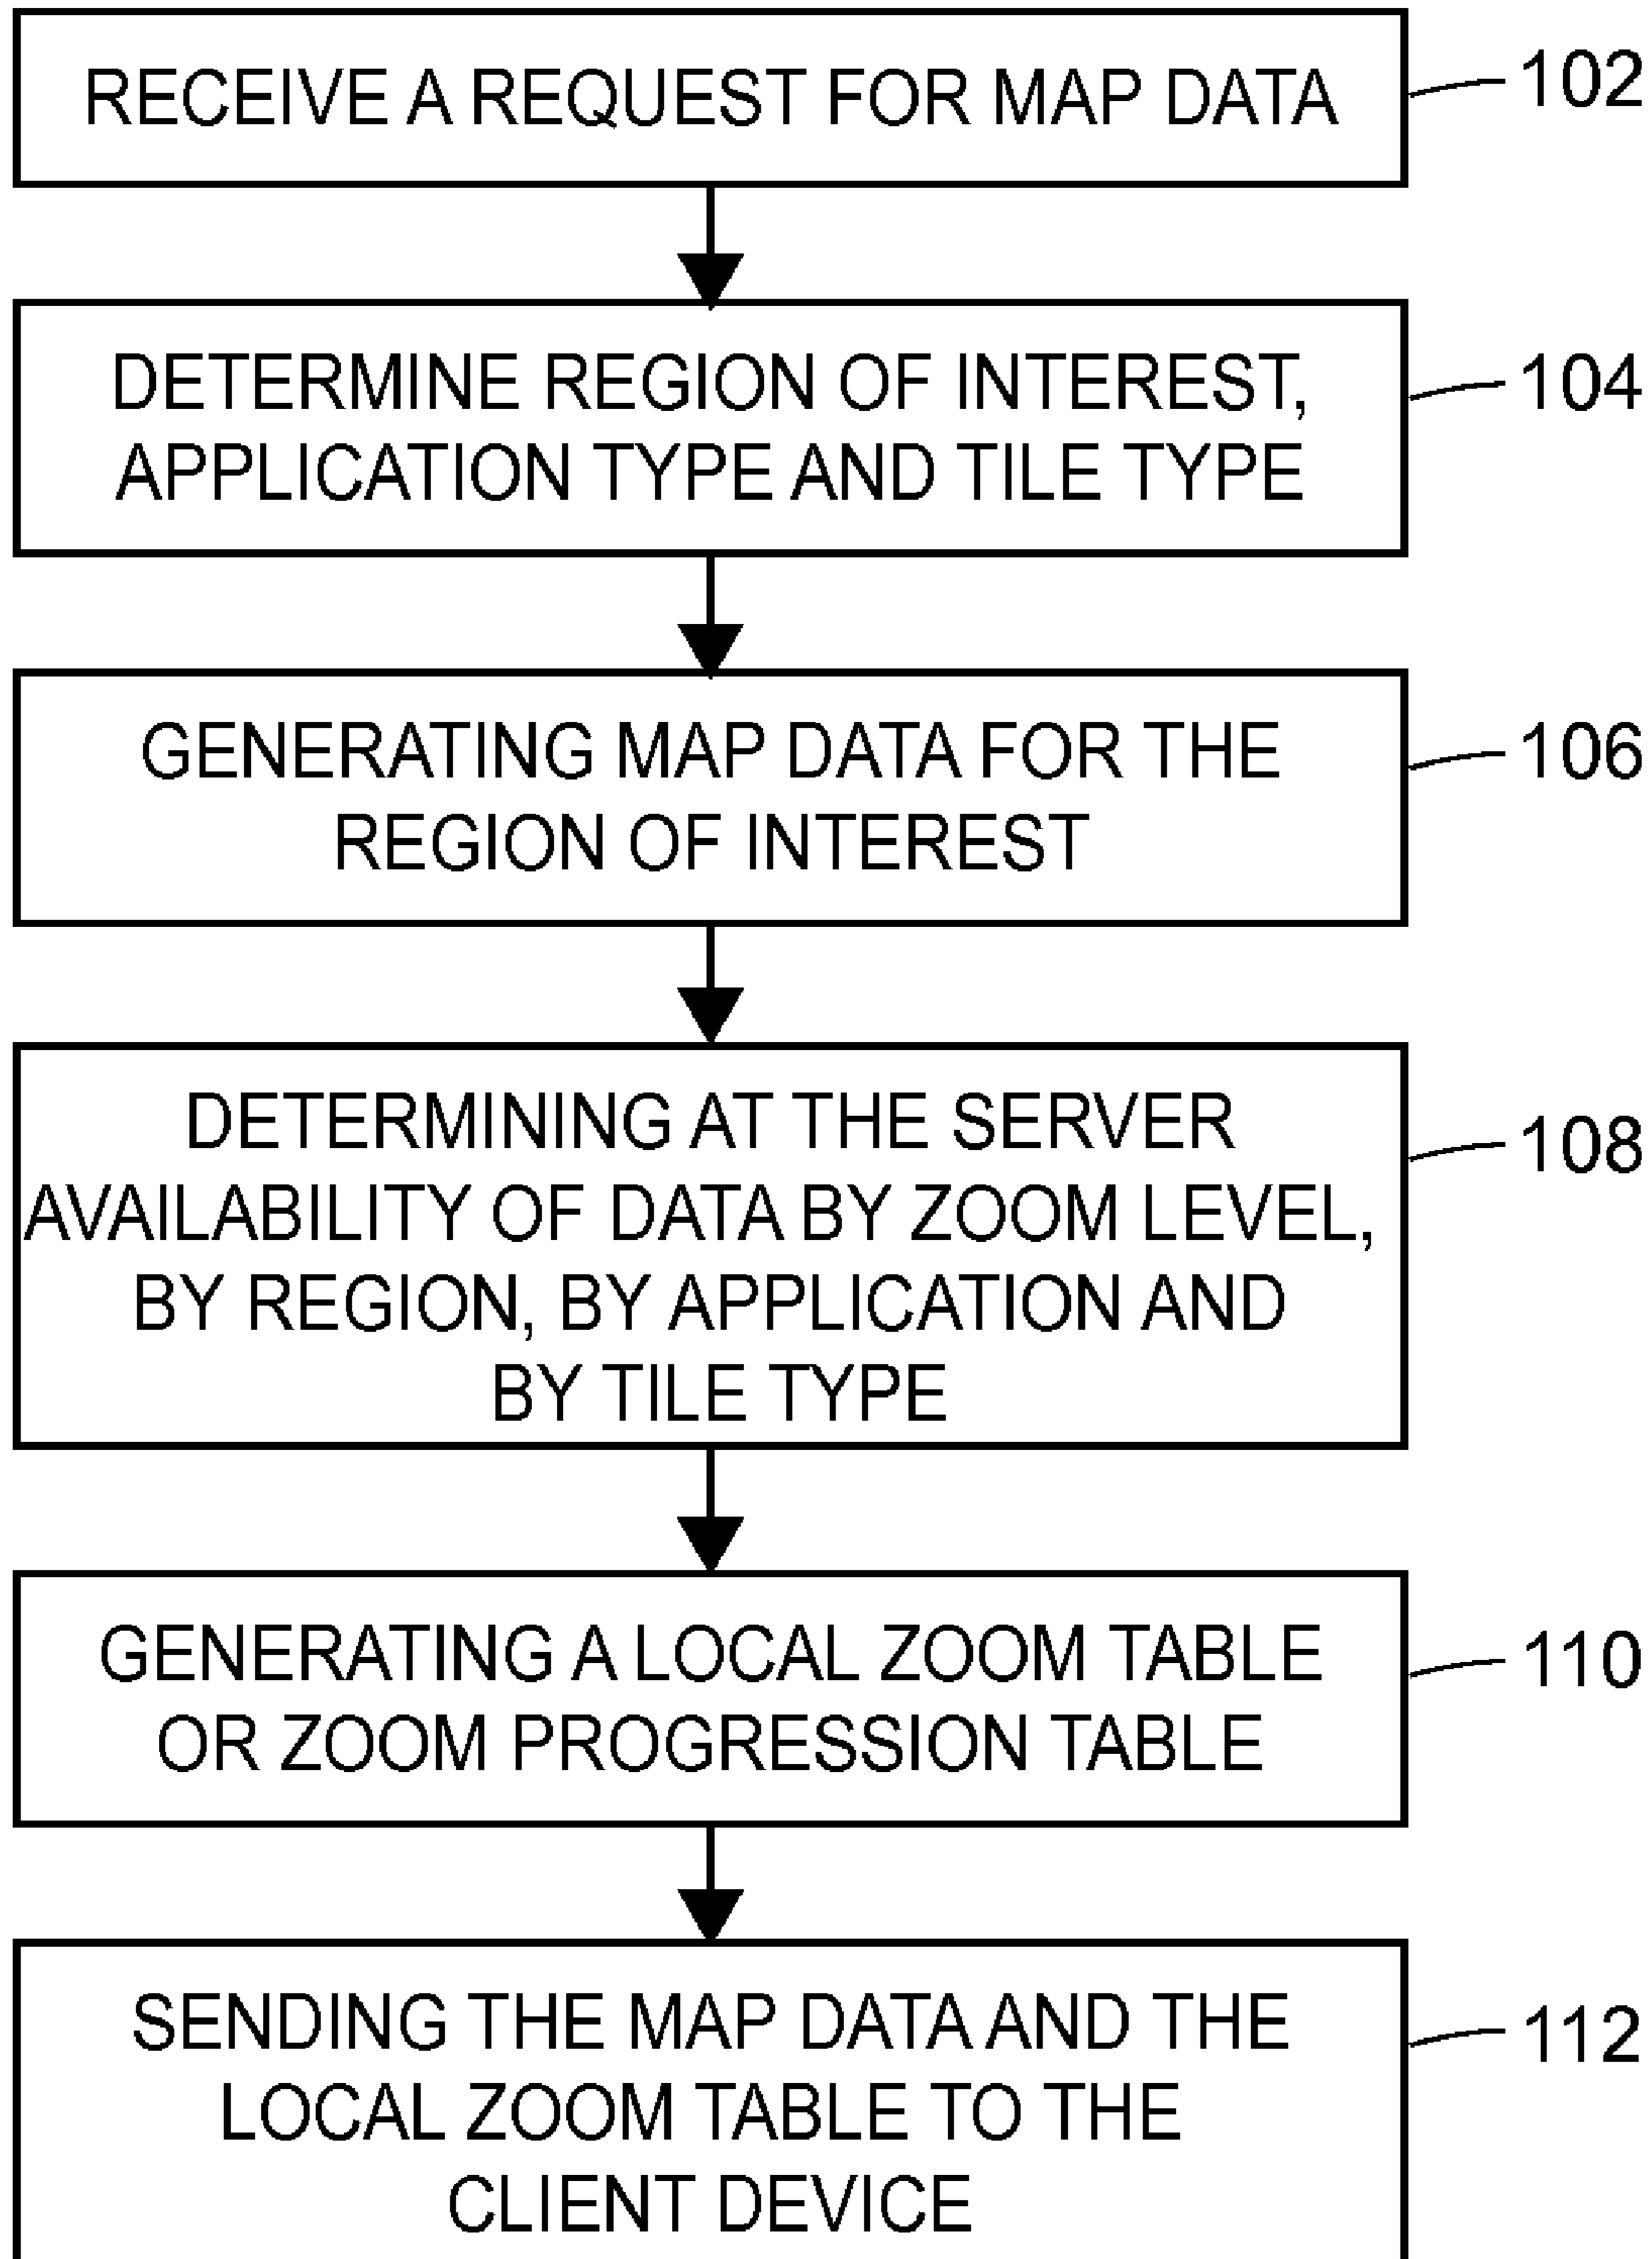 RECEIVE A REQUEST FOR MAP DATA
102
DETERMINE REGION OF INTEREST,
APPLICATION TYPE AND TILE TYPE
104
GENERATING MAP DATA FOR THE
REGION OF INTEREST
106
DETERMINING AT THE SERVER
AVAILABILITY OF DATA BY ZOOM LEVEL,
BY REGION, BY APPLICATION AND
BY TILE TYPE
108
GENERATING A LOCAL ZOOM TABLE
OR ZOOM PROGRESSION TABLE
110
SENDING THE MAP DATA AND THE
LOCAL ZOOM TABLE TO THE
CLIENT DEVICE
112